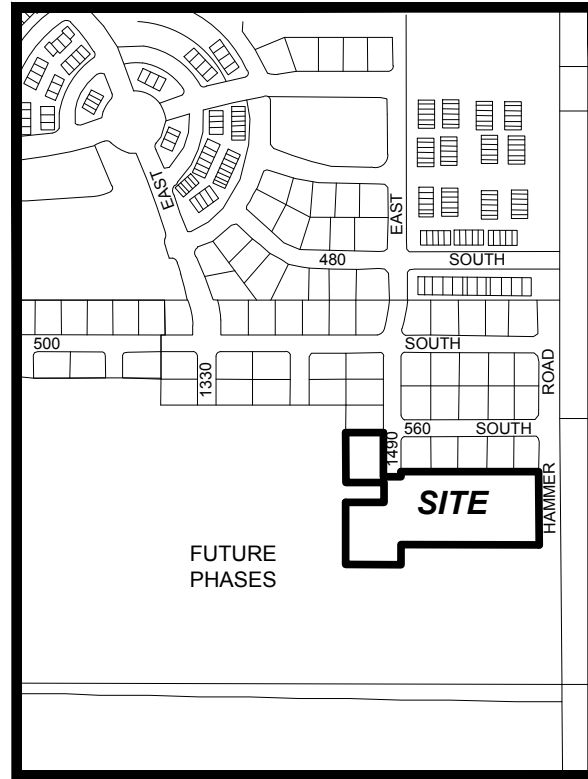 EAST
EAST
480 SOUTH
500 SOUTH
1330
ROAD
560 SOUTH
1490
SITE
HAMMER
FUTURE
PHASES